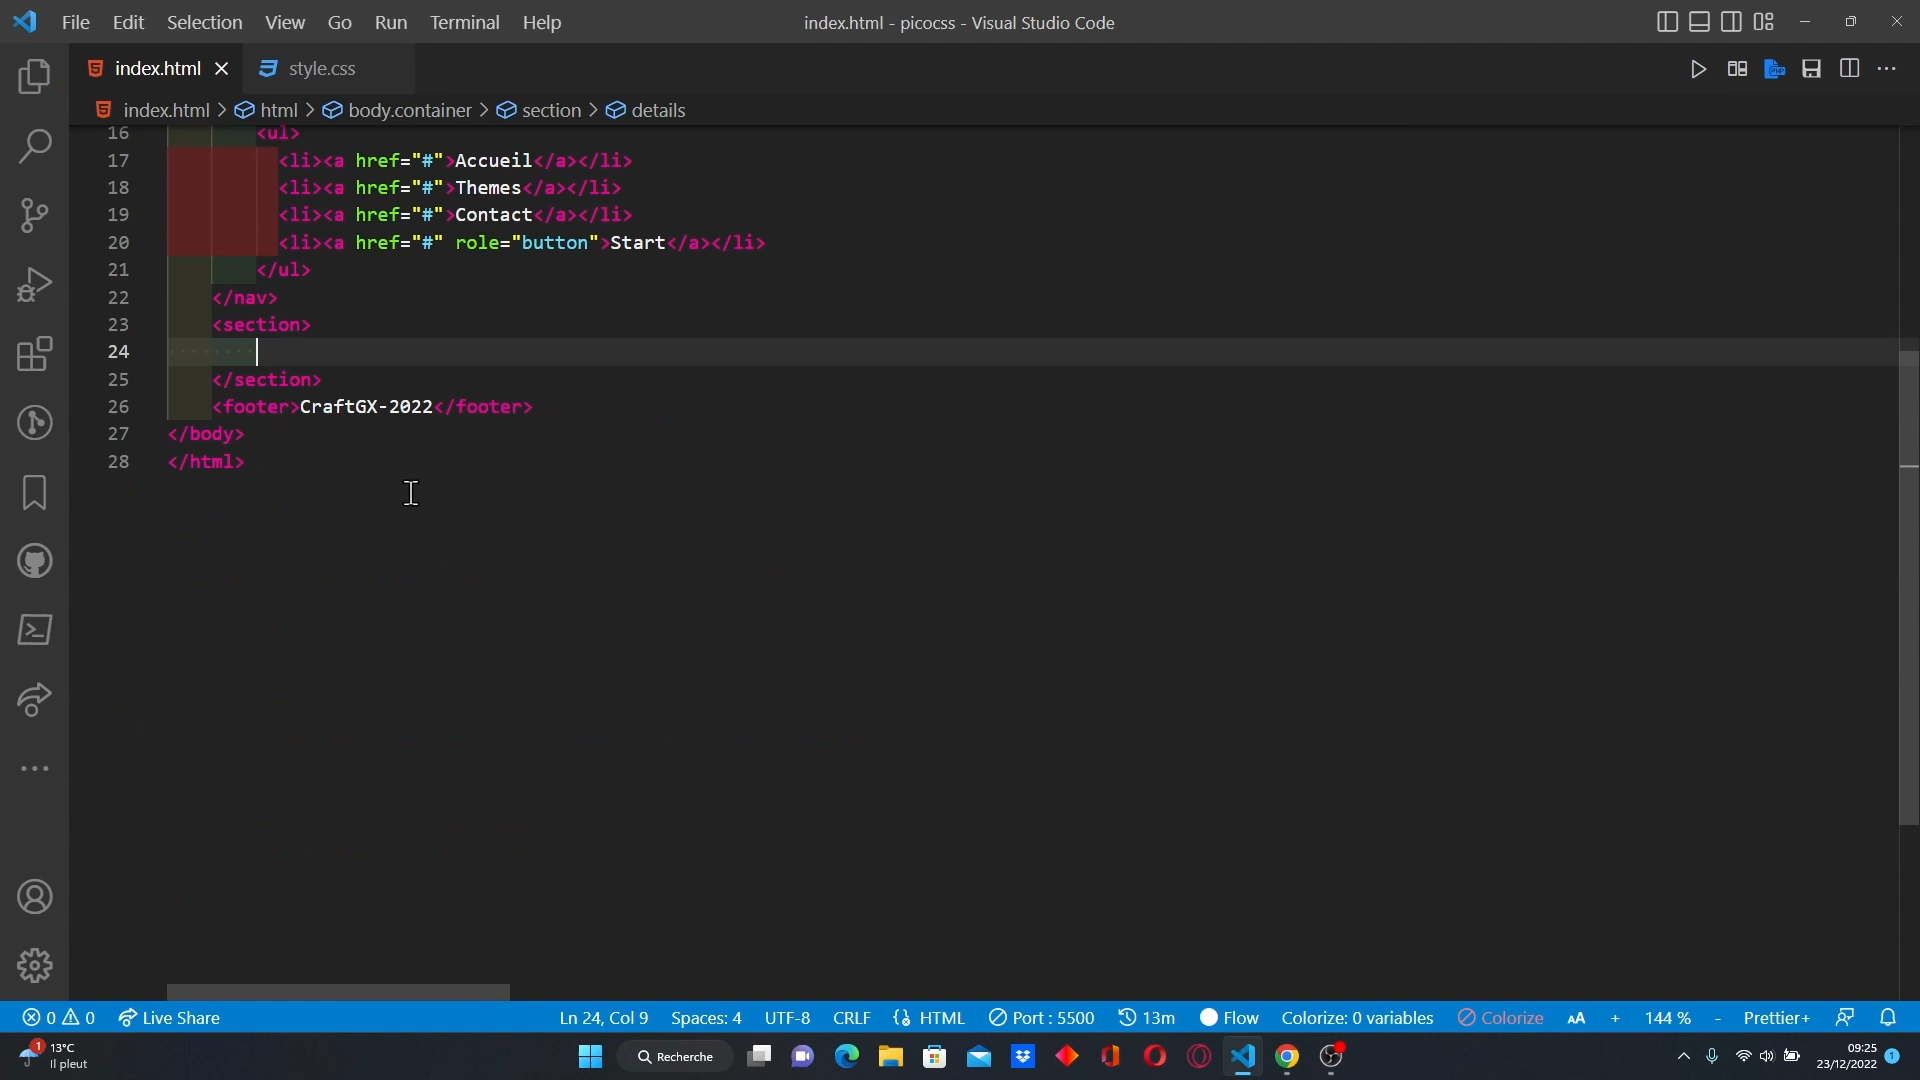 File Edit Selection View Go Run Terminal Help
index.html - picocss - Visual Studio Code
index.html
style.css
index.html > html > body.container > section > details
16 <ul>
17 <li><a href="#">Accueil</a></li>
18 <li><a href="#">Themes</a></li>
19 <li><a href="#">Contact</a></li>
20 <li><a href="#" role="button">Start</a></li>
21 </ul>
22 </nav>
23 <section>
24
25 </section>
26 <footer>CraftGX-2022</footer>
27 </body>
28 </html>
0 0 Live Share Ln 24, Col 9 Spaces: 4 UTF-8 CRLF HTML Port : 5500 13m Flow Colorize: 0 variables Colorize AA + 144 % - Prettier+
1 13°C
Il pleut
Recherche
09:25
23/12/2022 1